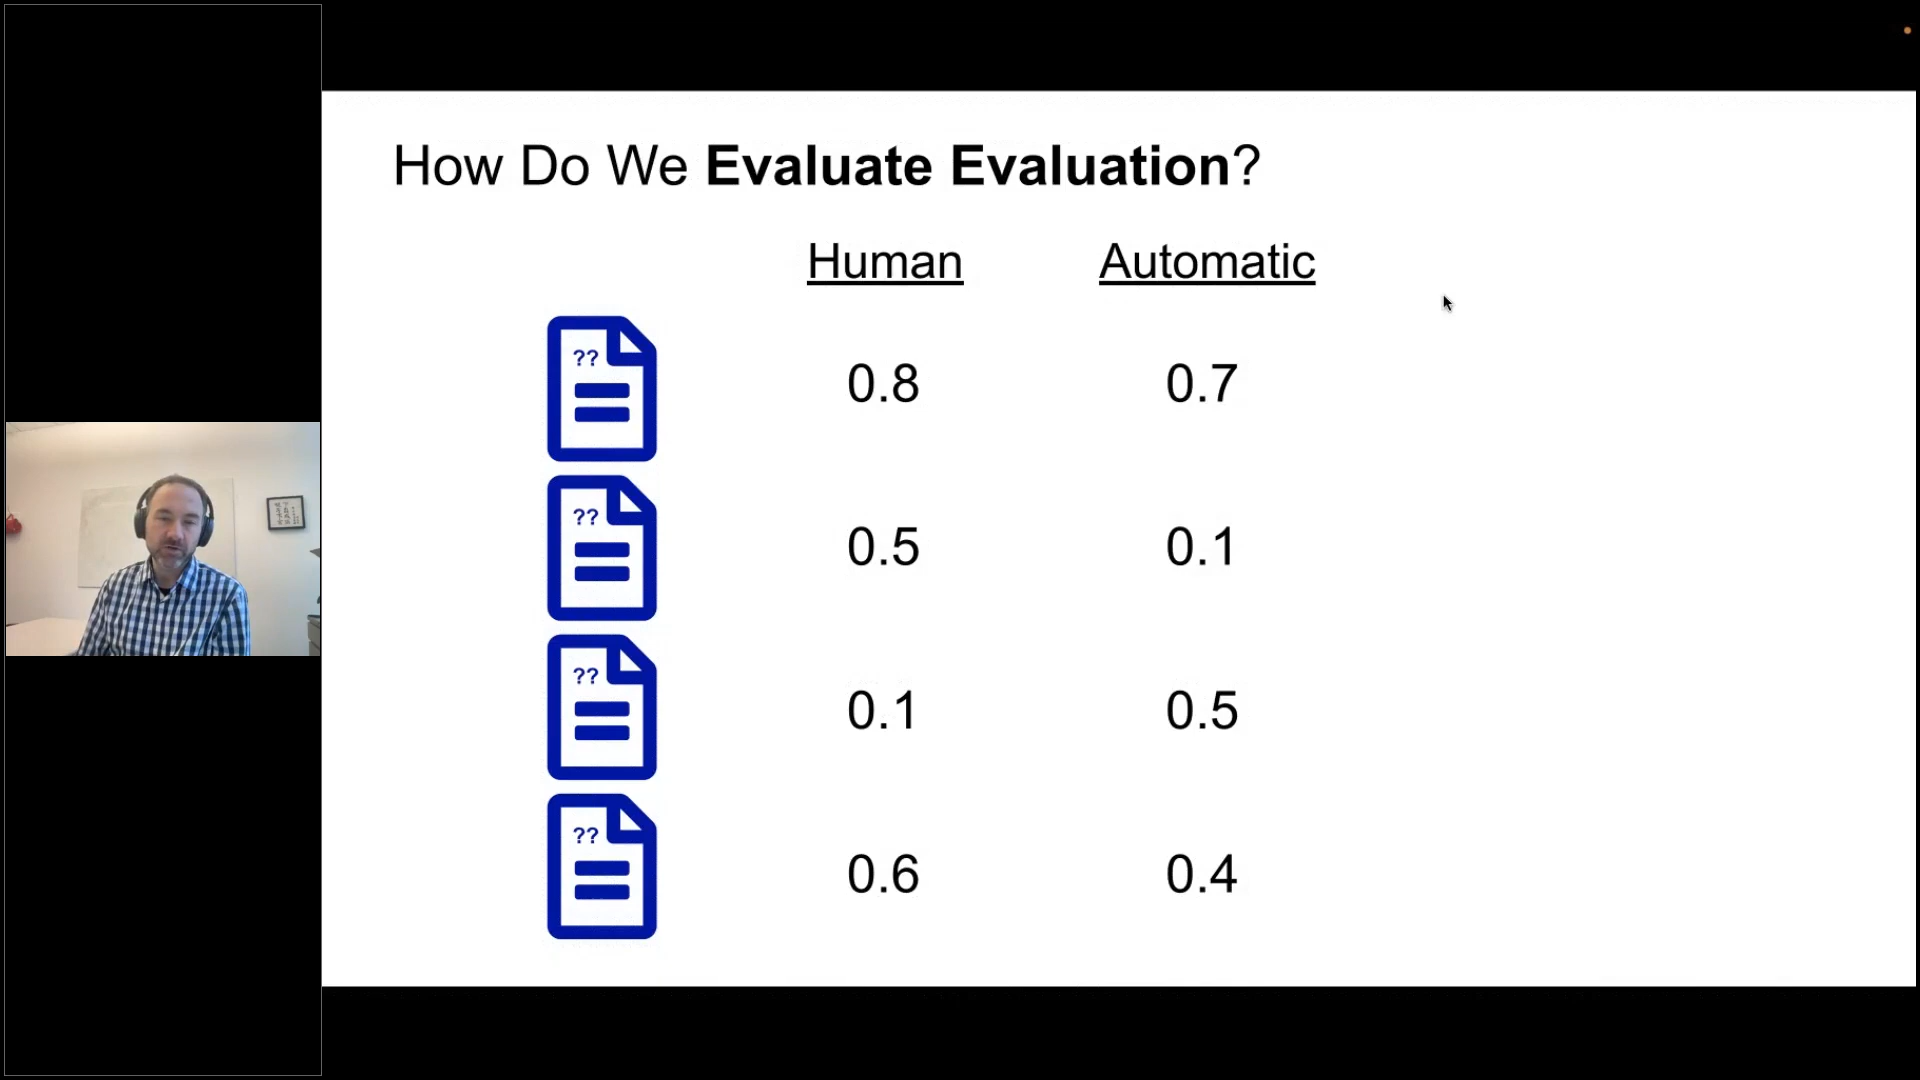 How Do We Evaluate Evaluation?
Human Automatic
?? 0.8 0.7
?? 0.5 0.1
?? 0.1 0.5
?? 0.6 0.4